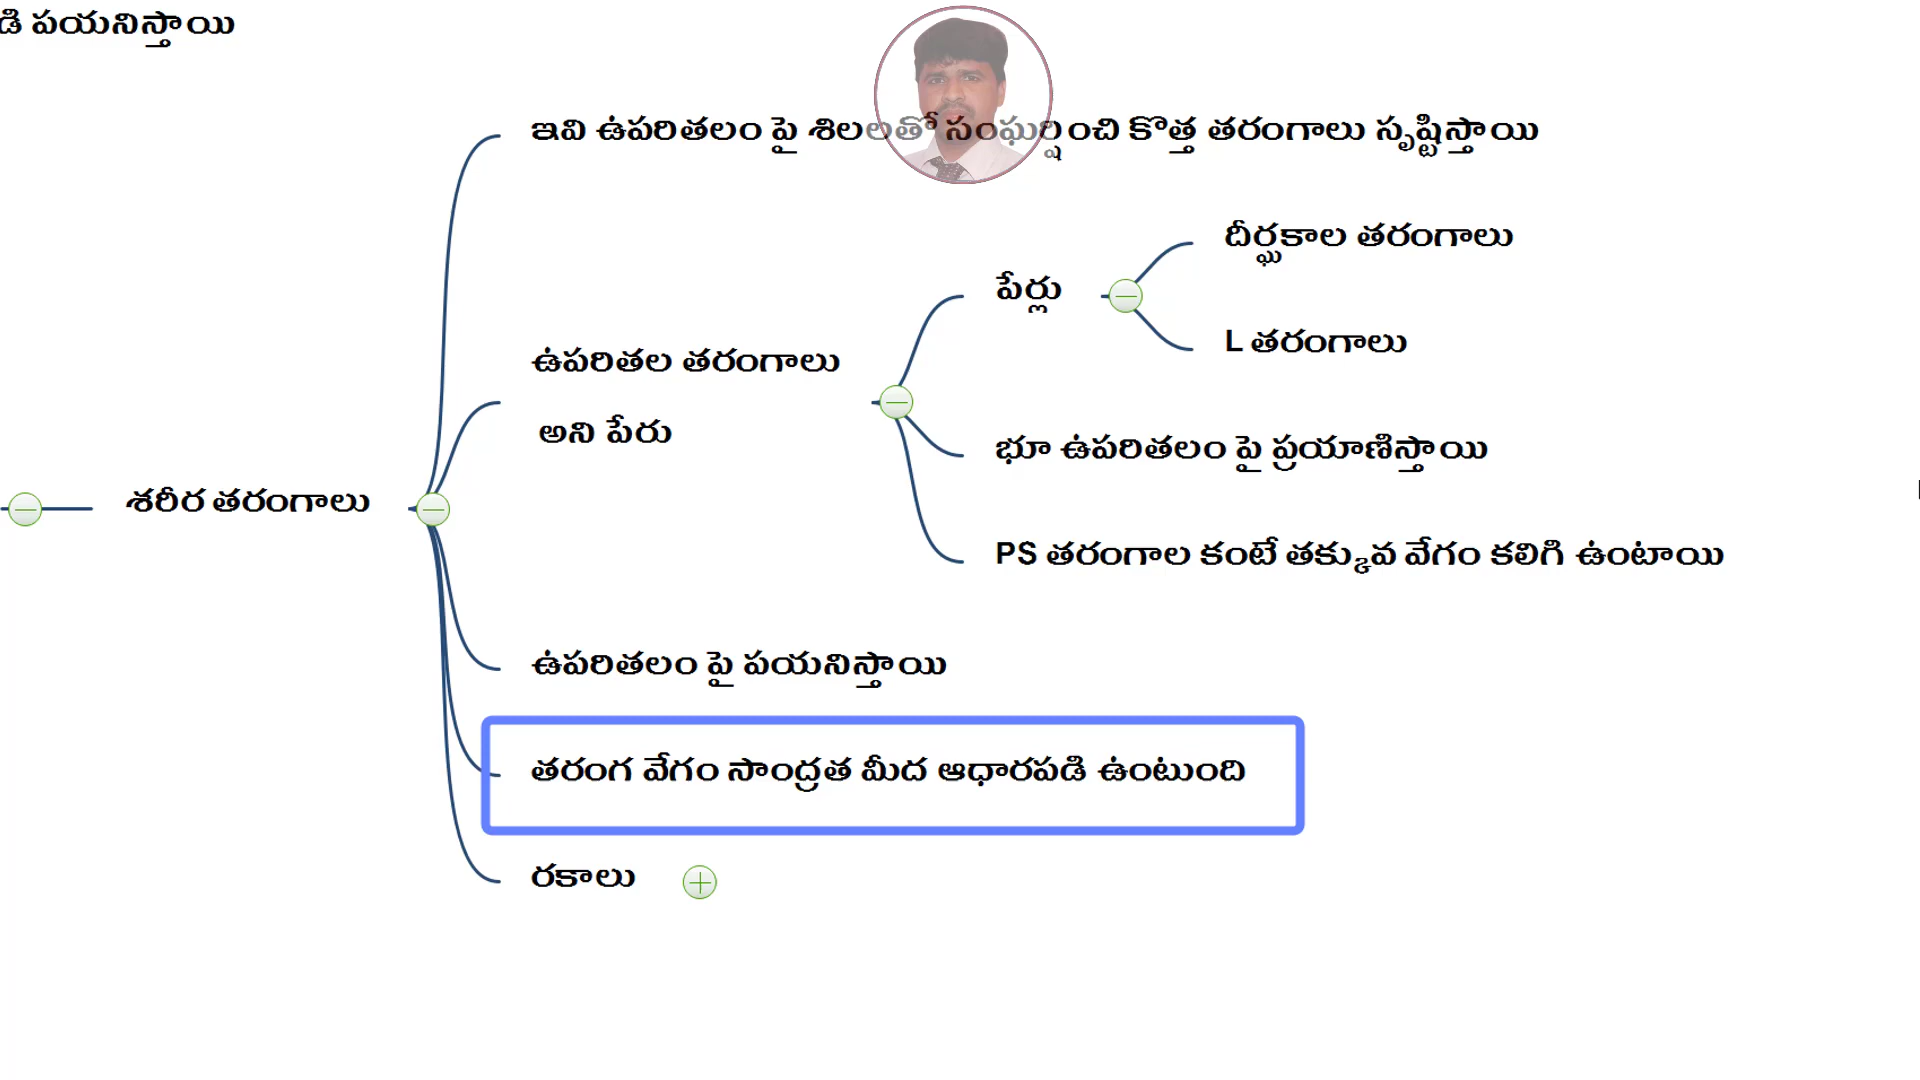 డి పయనిస్తాయి
ఇవి ఉపరితలం పై శిలలతో సంఘర్షించి కొత్త తరంగాలు సృష్టిస్తాయి
దీర్ఘకాల తరంగాలు
పేర్లు
L తరంగాలు
ఉపరితల తరంగాలు
అని పేరు
భూ ఉపరితలం పై ప్రయాణిస్తాయి
శరీర తరంగాలు
PS తరంగాల కంటే తక్కువ వేగం కలిగి ఉంటాయి
ఉపరితలం పై పయనిస్తాయి
తరంగ వేగం సాంద్రత మీద ఆధారపడి ఉంటుంది
రకాలు